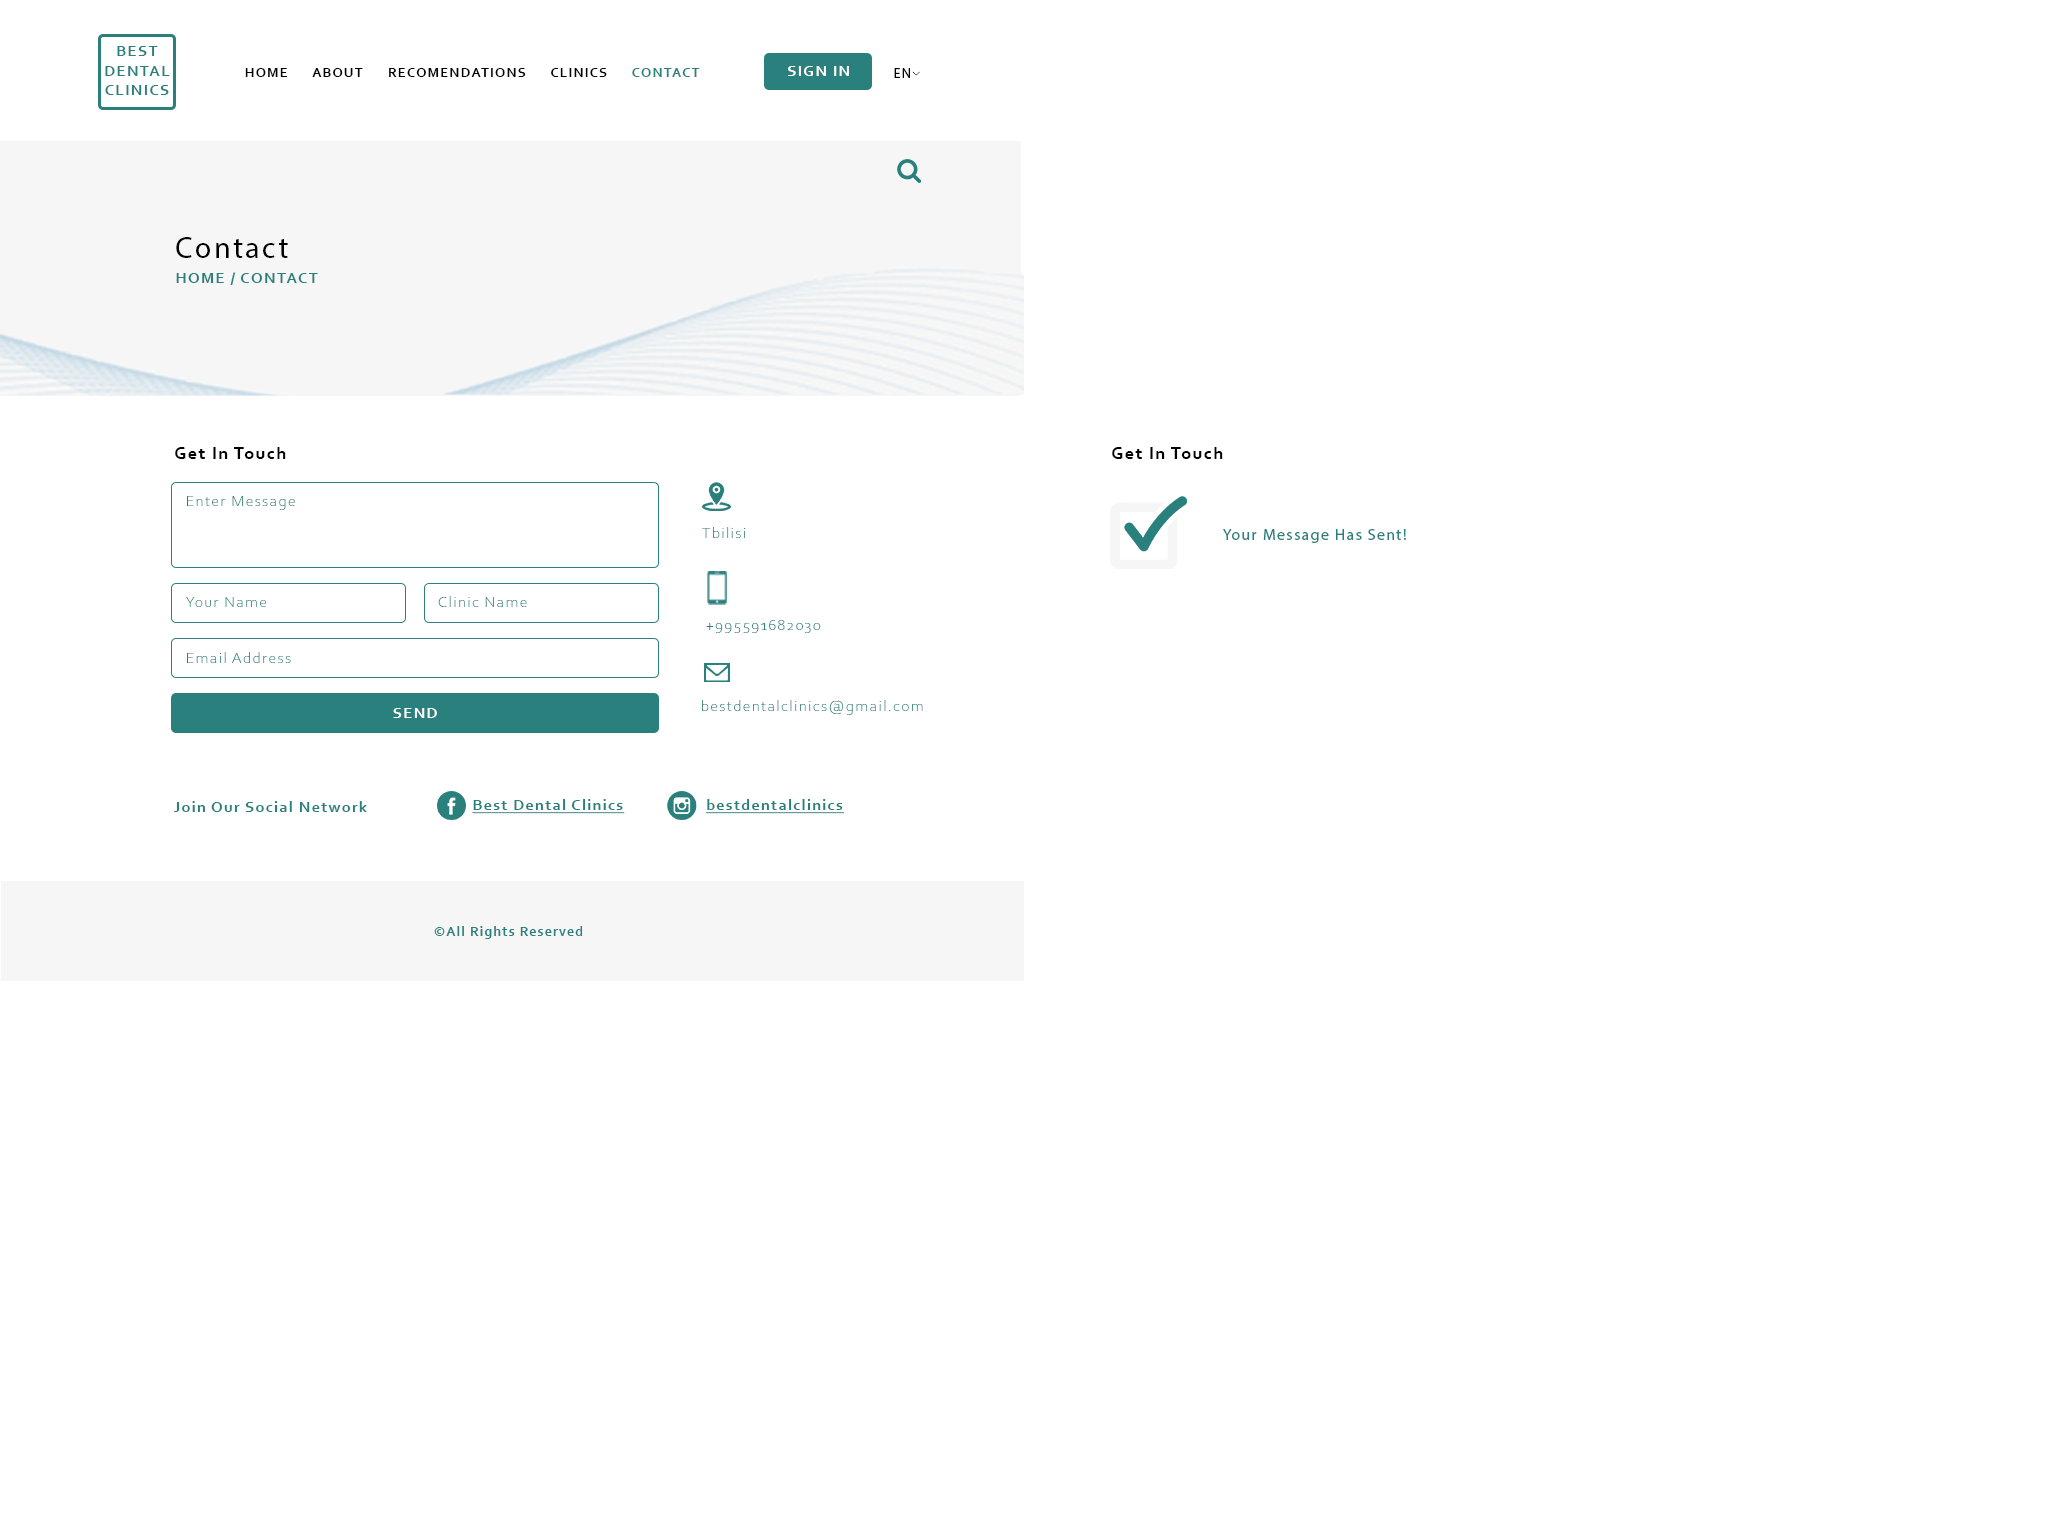 BEST
DENTAL
CLINICS
HOME ABOUT RECOMENDATIONS CLINICS CONTACT
SIGN IN
EN
Contact
HOME / CONTACT
Get In Touch
Enter Message
Your Name
Clinic Name
Email Address
SEND
Tbilisi
+995591682030
bestdentalclinics@gmail.com
Join Our Social Network
Best Dental Clinics
bestdentalclinics
©All Rights Reserved
Get In Touch
Your Message Has Sent!